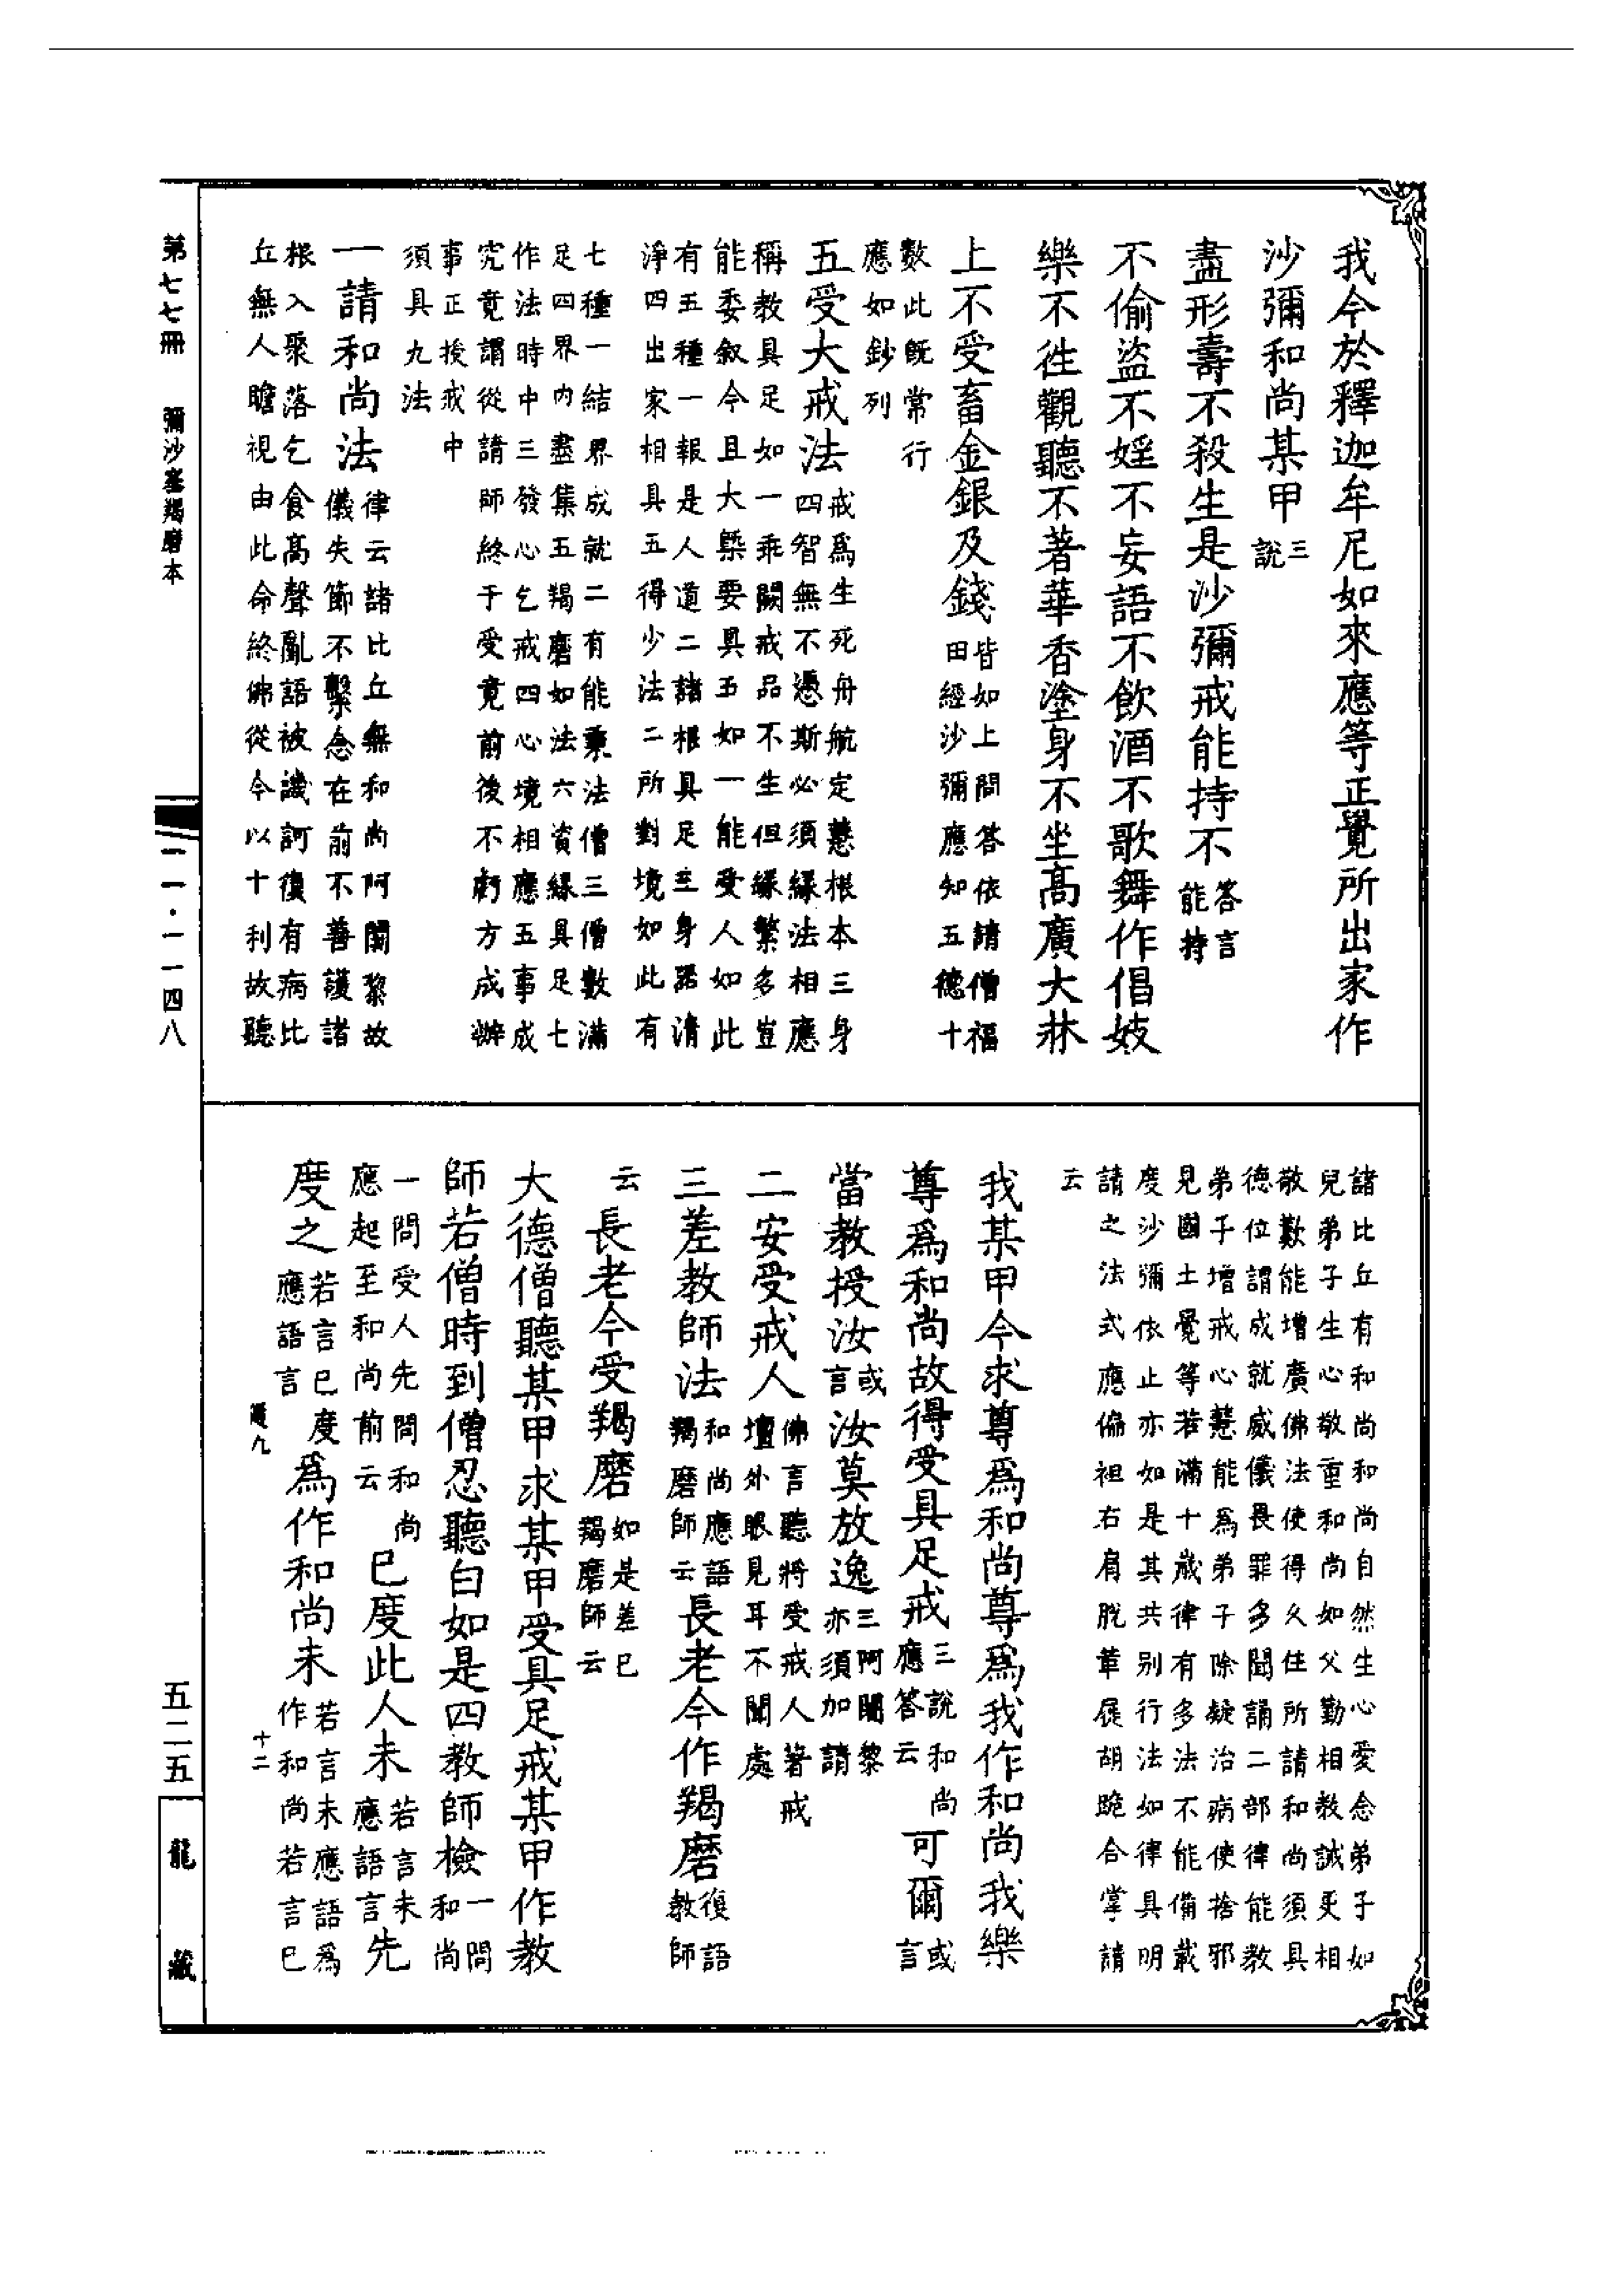 我今於釋迦牟尼如來應等正覺所出家作
沙彌和尚某甲三說
盡形壽不殺生是沙彌戒能持不答言能持
不偷盜不婬不妄語不飲酒不歌舞作倡妓
樂不徃觀聽不著華香塗身不坐高廣大牀
上不受畜金銀及錢皆如上問答依請僧福田經沙彌應知五德十
數此旣常行應如鈔列
五受大戒法戒爲生死舟航定慧根本三身四智無不憑斯必須緣法相應
稱教具足如一乖闕戒品不生但緣繁多豈能委叙今且大槩要具五如一能受人如此
有五種一報是人道二諸根具足三身器清淨四出家相具五得少法二所對境如此有
七種一結界成就二有能秉法僧三僧數滿足四界内盡集五羯磨如法六資緣具足七
作法時中三發心乞戒四心境相應五事成究竟謂從請師終于受竟前後不虧方成辦
事正授戒中須具九法
一請和尚法律云諸比丘無和尚阿闍黎故儀失節不繫念在前不善護諸
根入聚落乞食高聲亂語被譏訶復有病比丘無人瞻視由此命終佛從今以十利故聽
諸比丘有和尚和尚自然生心愛念弟子如兒弟子生心敬重和尚如父勤相教誡更相
敬歎能增廣佛法使得久住所請和尚須具德位謂成就威儀畏罪多聞誦二部律能教
弟子增戒心慧能爲弟子除疑治病使捨邪見國土覺等若滿十歲律有多法不能備載
度沙彌依止亦如是其共別行法如律具明請之法式應偏袒右肩脫革屣胡跪合掌請
云
我某甲今求尊爲和尚尊爲我作和尚我樂
尊爲和尚故得受具足戒三說和尚應答云可爾或言
當教授汝或言汝莫放逸三阿闍黎亦須加請
二安受戒人佛言聽將受戒人著戒壇外眼見耳不聞處
三差教師法和尚應語羯磨師云長老今作羯磨復語教師
云長老今受羯磨如是差已羯磨師云
大德僧聽某甲求某甲受具足戒某甲作教
師若僧時到僧忍聽白如是四教師檢一問和尚
一問受人先問和尚應起至和尚前云已度此人未若言未應語言先
度之若言已度應語言爲作和尚未若言未應語爲作和尚若言已
十二
第七七冊　彌沙塞羯磨本
一一・一一四八
五二五
龍藏